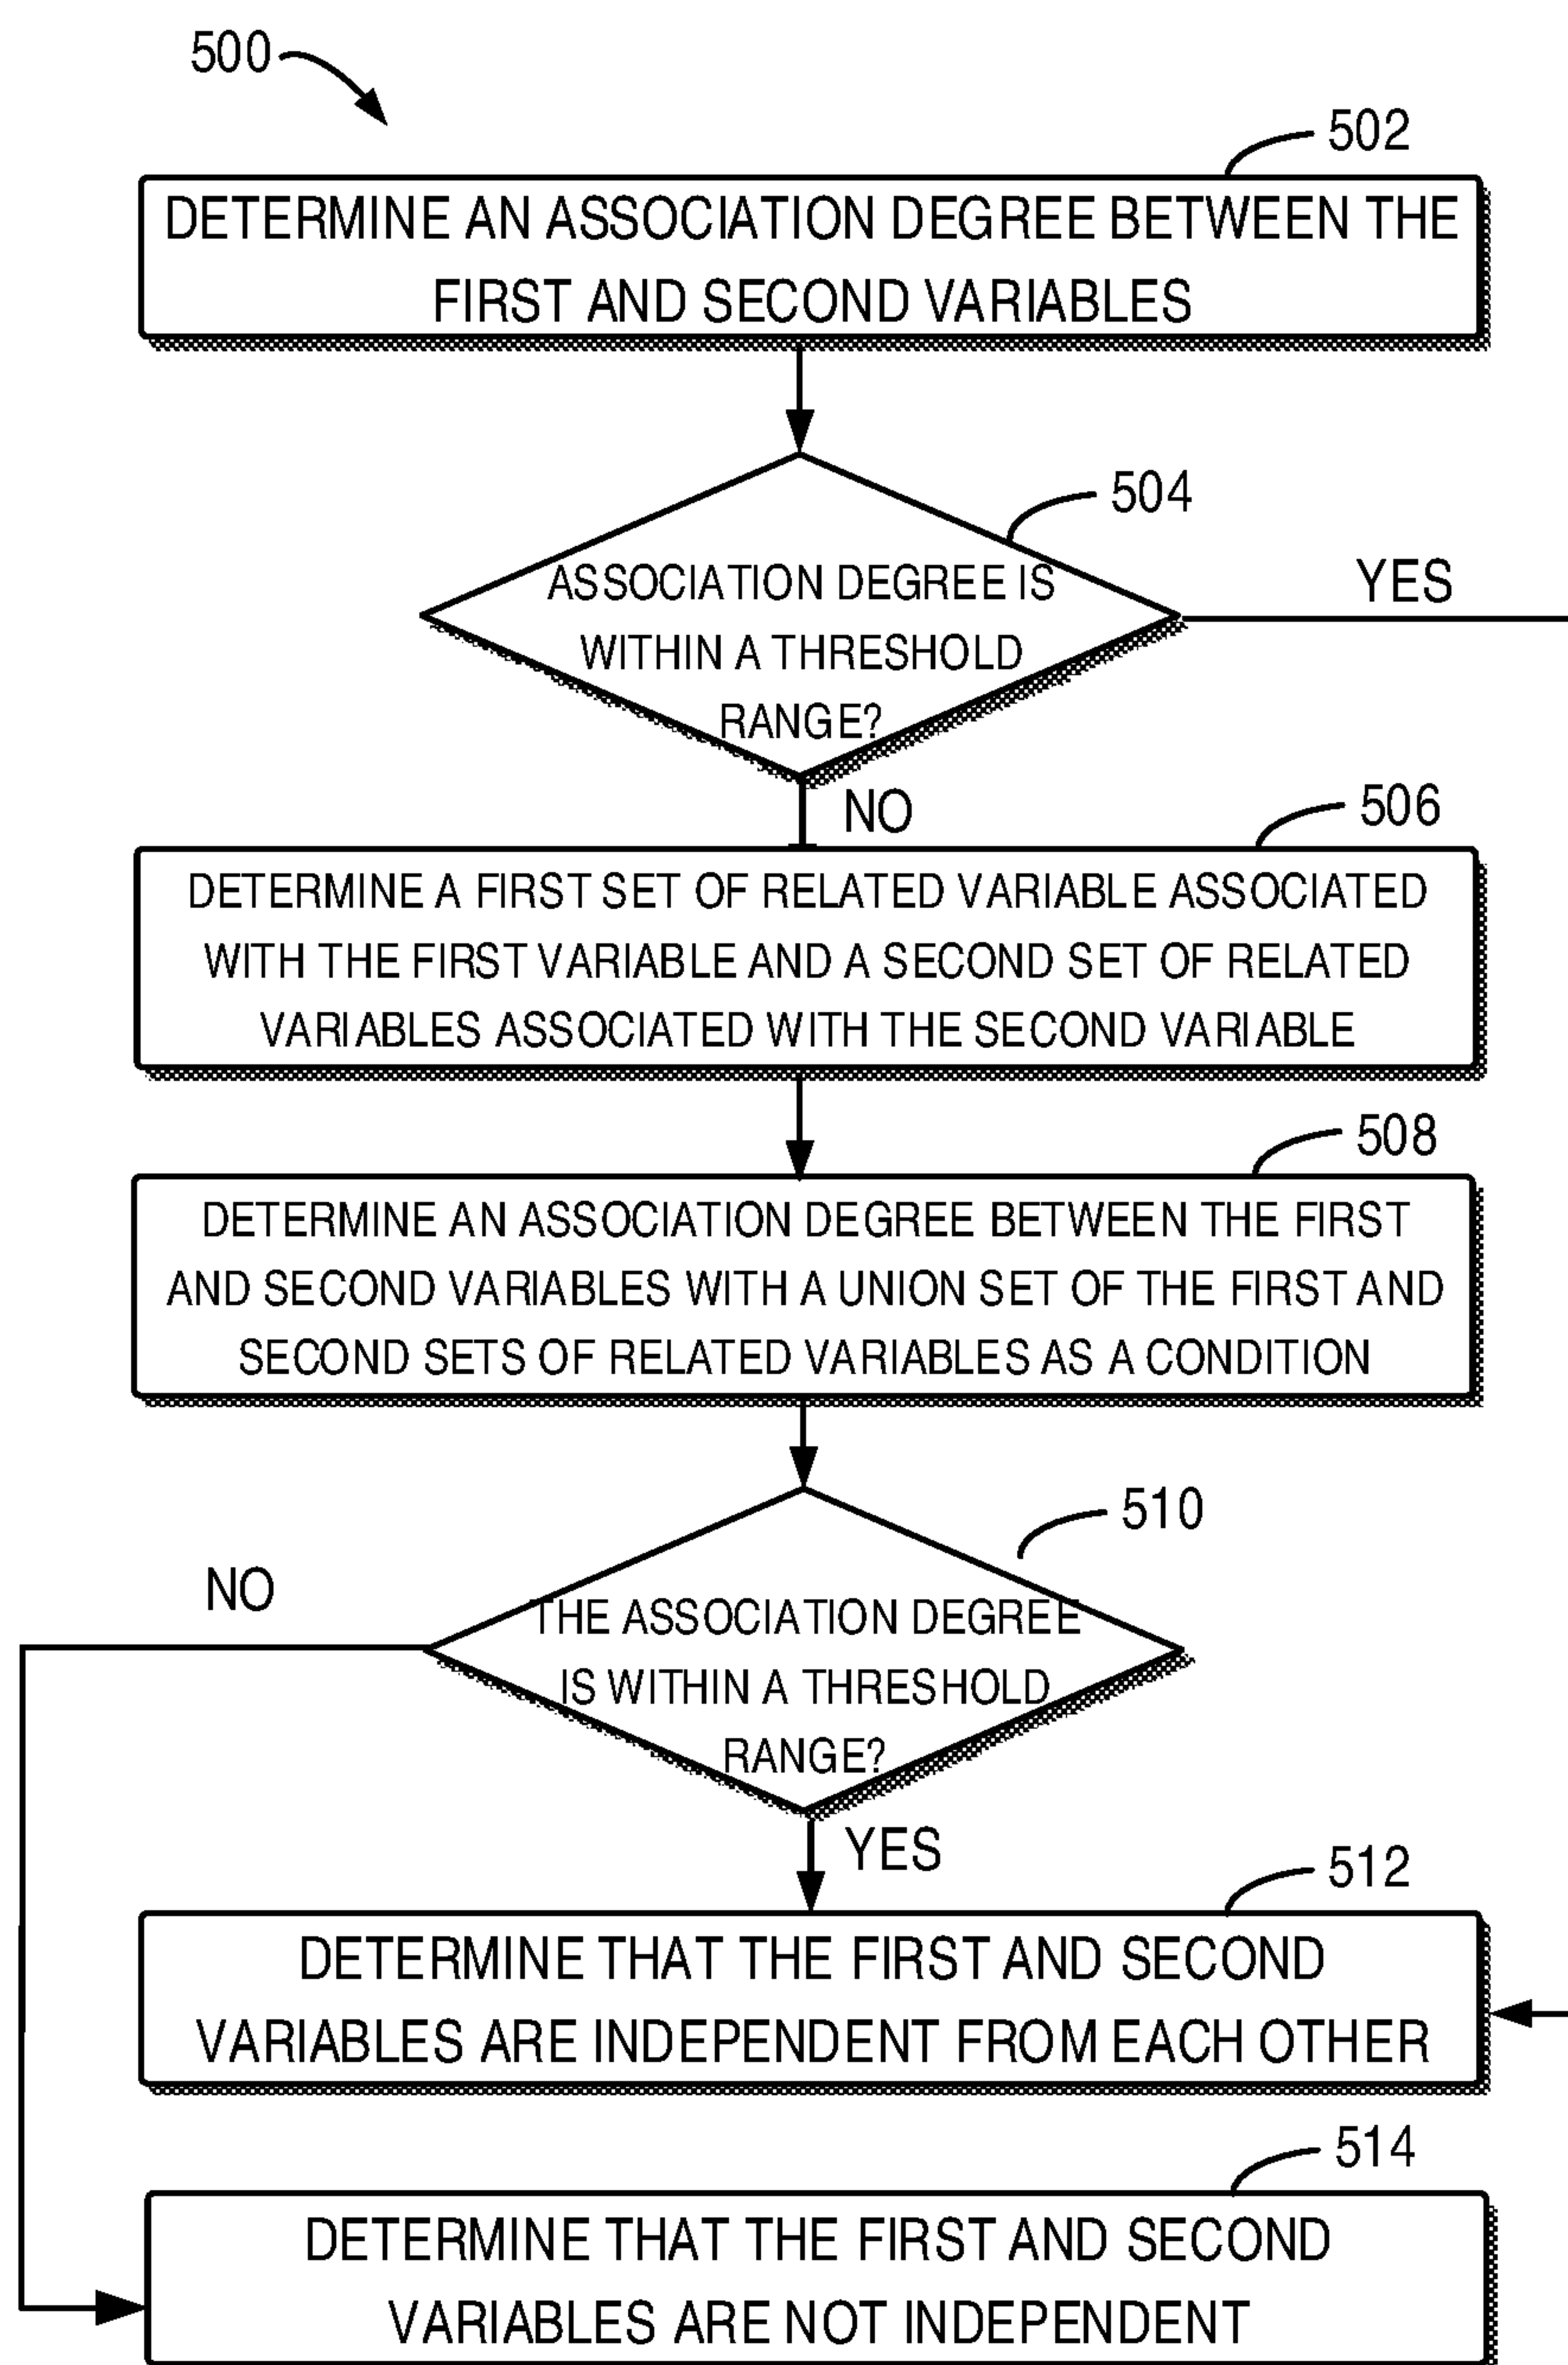 500
502
DETERMINE AN ASSOCIATION DEGREE BETWEEN THE
FIRST AND SECOND VARIABLES
504
ASSOCIATION DEGREE IS
WITHIN A THRESHOLD
RANGE?
YES
NO
506
DETERMINE A FIRST SET OF RELATED VARIABLE ASSOCIATED
WITH THE FIRST VARIABLE AND A SECOND SET OF RELATED
VARIABLES ASSOCIATED WITH THE SECOND VARIABLE
508
DETERMINE AN ASSOCIATION DEGREE BETWEEN THE FIRST
AND SECOND VARIABLES WITH A UNION SET OF THE FIRST AND
SECOND SETS OF RELATED VARIABLES AS A CONDITION
510
NO
THE ASSOCIATION DEGREE
IS WITHIN A THRESHOLD
RANGE?
YES
512
DETERMINE THAT THE FIRST AND SECOND
VARIABLES ARE INDEPENDENT FROM EACH OTHER
514
DETERMINE THAT THE FIRST AND SECOND
VARIABLES ARE NOT INDEPENDENT